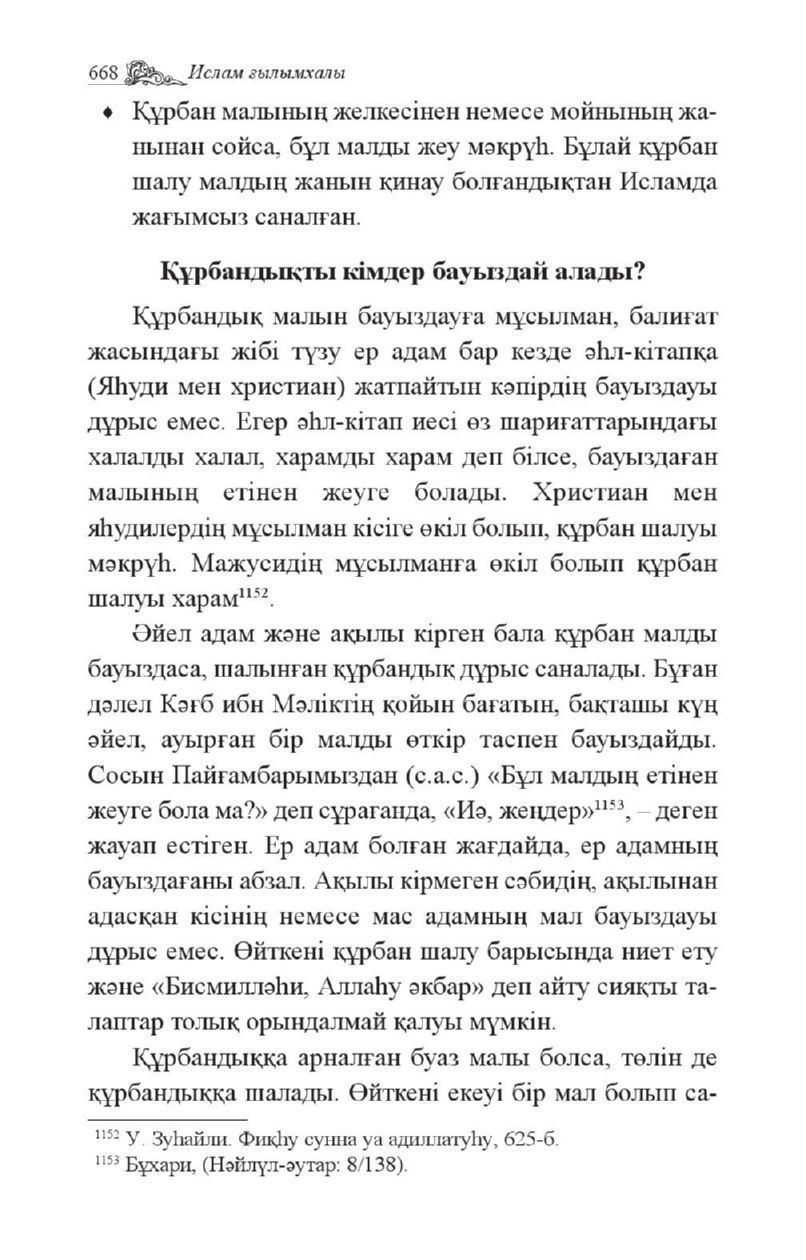 668 Ислам ғылымхалы
♦ Құрбан малының желкесінен немесе мойнының жа-
нынан сойса, бұл малды жеу мәкрүһ. Бұлай құрбан
шалу малдың жанын қинау болғандықтан Исламда
жағымсыз саналған.
Құрбандықты кімдер бауыздай алады?
Құрбандық малын бауыздауға мұсылман, балиғат
жасындағы жібі түзу ер адам бар кезде әһл-кітапқа
(Яһуди мен христиан) жатпайтын кәпірдің бауыздауы
дұрыс емес. Егер әһл-кітап иесі өз шариғаттарындағы
халалды халал, харамды харам деп білсе, бауыздаған
малының етінен жеуге болады. Христиан мен
яһудилердің мұсылман кісіге өкіл болып, құрбан шалуы
мәкрүһ. Мажусидің мұсылманға өкіл болып құрбан
шалуы харам¹¹⁵².
Әйел адам және ақылы кірген бала құрбан малды
бауыздаса, шалынған құрбандық дұрыс саналады. Бұған
дәлел Кәғб ибн Мәліктің қойын бағатын, бақташы күң
әйел, ауырған бір малды өткір таспен бауыздайды.
Сосын Пайғамбарымыздан (с.а.с.) «Бұл малдың етінен
жеуге бола ма?» деп сұрағанда, «Иә, жеңдер»¹¹⁵³, – деген
жауап естіген. Ер адам болған жағдайда, ер адамның
бауыздағаны абзал. Ақылы кірмеген сәбидің, ақылынан
адасқан кісінің немесе мас адамның мал бауыздауы
дұрыс емес. Өйткені құрбан шалу барысында ниет ету
және «Бисмилләһи, Аллаһу әкбар» деп айту сияқты та-
лаптар толық орындалмай қалуы мүмкін.
Құрбандыққа арналған буаз малы болса, төлін де
құрбандыққа шалады. Өйткені екеуі бір мал болып са-
¹¹⁵² У. Зуһайли. Фиқһу сунна уа адиллатуһу, 625-б.
¹¹⁵³ Бұхари, (Нәйлүл-әутар: 8/138).